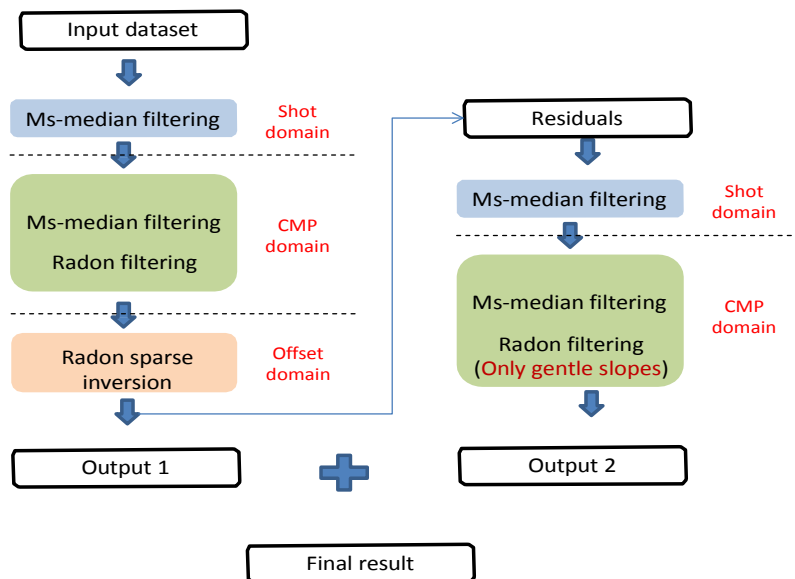 Input dataset
Ms-median filtering
Shot
domain
Ms-median filtering
Radon filtering
CMP
domain
Radon sparse
inversion
Offset
domain
Output 1
Residuals
Ms-median filtering
Shot
domain
Ms-median filtering
Radon filtering
(Only gentle slopes)
CMP
domain
Output 2
Final result